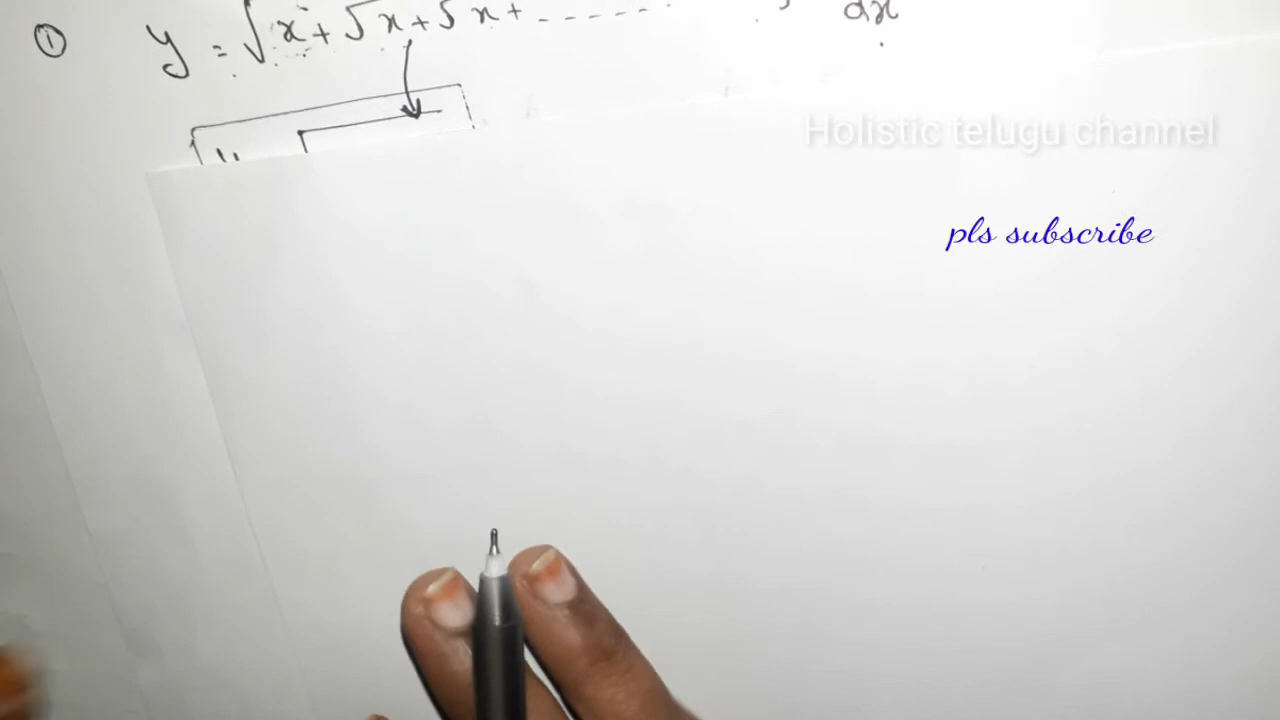 ① y = √x + √x + √x + ------- dx
Holistic telugu channel
pls subscribe